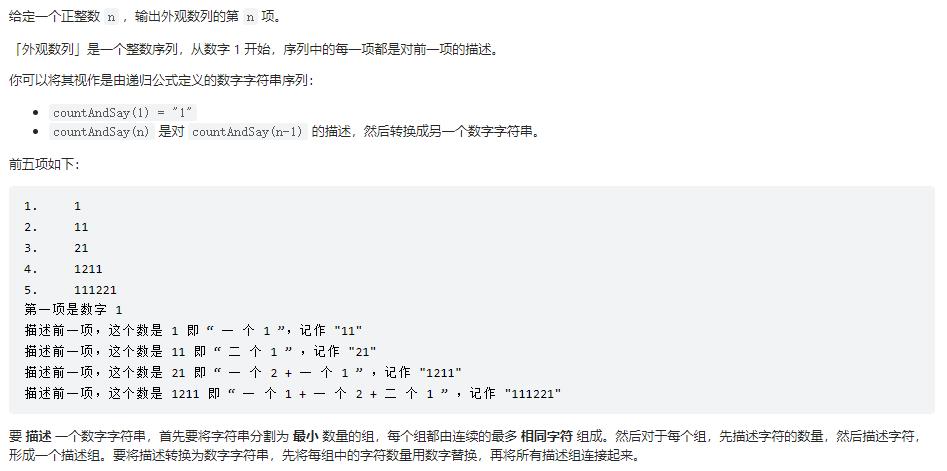 给定一个正整数 n ，输出外观数列的第 n 项。
「外观数列」是一个整数序列，从数字 1 开始，序列中的每一项都是对前一项的描述。
你可以将其视作是由递归公式定义的数字字符串序列：
• countAndSay(1) = "1"
• countAndSay(n) 是对 countAndSay(n-1) 的描述，然后转换成另一个数字字符串。
前五项如下：
1.     1
2.     11
3.     21
4.     1211
5.     111221
第一项是数字 1
描述前一项，这个数是 1 即 “ 一 个 1 ”，记作 "11"
描述前一项，这个数是 11 即 “ 二 个 1 ” ，记作 "21"
描述前一项，这个数是 21 即 “ 一 个 2 + 一 个 1 ” ，记作 "1211"
描述前一项，这个数是 1211 即 “ 一 个 1 + 一 个 2 + 二 个 1 ” ，记作 "111221"
要 描述 一个数字字符串，首先要将字符串分割为 最小 数量的组，每个组都由连续的最多 相同字符 组成。然后对于每个组，先描述字符的数量，然后描述字符，
形成一个描述组。要将描述转换为数字字符串，先将每组中的字符数量用数字替换，再将所有描述组连接起来。